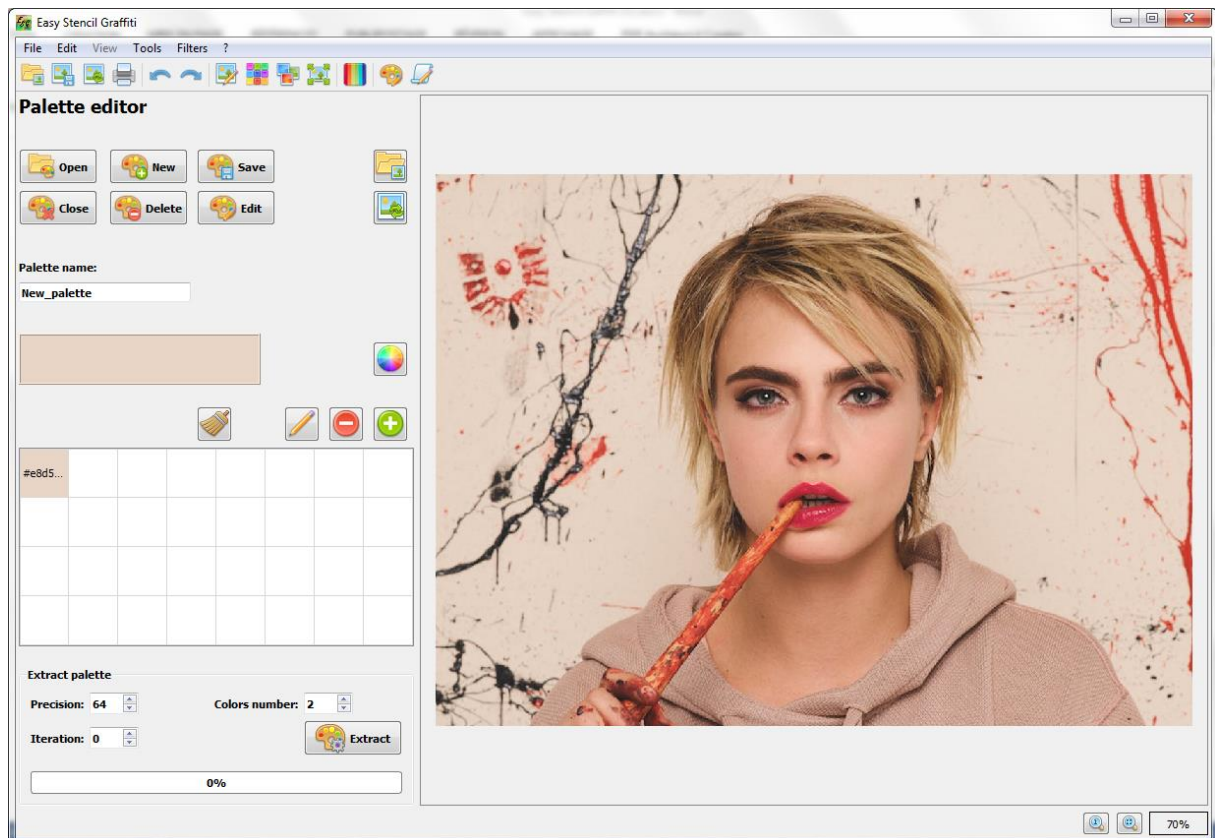 Easy Stencil Graffiti
File Edit View Tools Filters ?
Palette editor
Open New Save
Close Delete Edit
Palette name:
New_palette
#e8d5...
Extract palette
Precision: 64 Colors number: 2
Iteration: 0 Extract
0%
70%